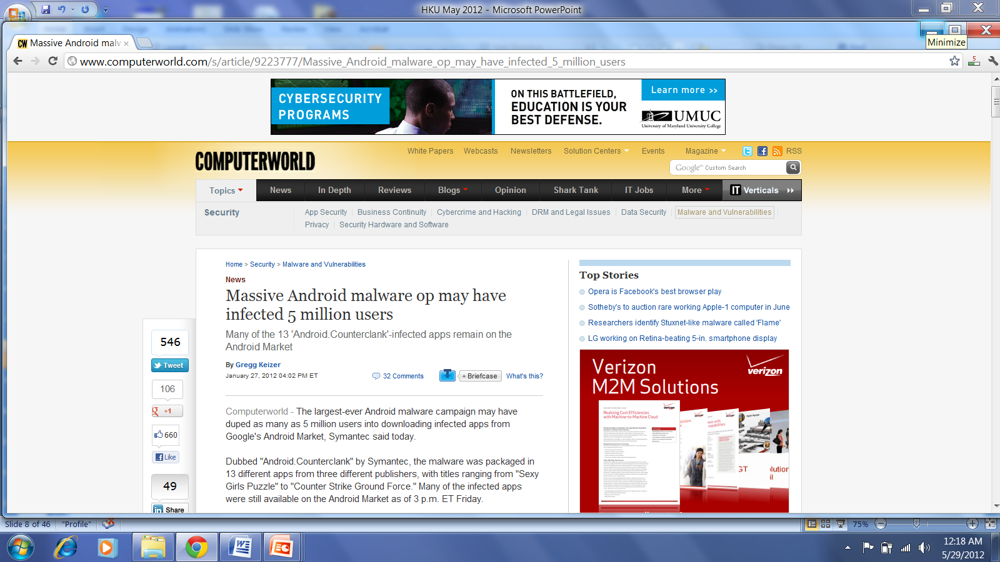 HKU May 2012 - Microsoft PowerPoint
Minimize
CW Massive Android malw
www.computerworld.com/s/article/9223777/Massive_Android_malware_op_may_have_infected_5_million_users
5
CYBERSECURITY
PROGRAMS
ON THIS BATTLEFIELD,
EDUCATION IS YOUR
BEST DEFENSE.
Learn more >>
UMUC
University of Maryland University College
White Papers Webcasts Newsletters Solution Centers Events Magazine RSS
COMPUTERWORLD
Google™ Custom Search
Topics News In Depth Reviews Blogs Opinion Shark Tank IT Jobs More IT Verticals
Security
App Security Business Continuity Cybercrime and Hacking DRM and Legal Issues Data Security Malware and Vulnerabilities
Privacy Security Hardware and Software
Home > Security > Malware and Vulnerabilities
News
Massive Android malware op may have
infected 5 million users
Many of the 13 'Android.Counterclank'-infected apps remain on the
Android Market
By Gregg Keizer
January 27, 2012 04:02 PM ET
32 Comments
+ Briefcase
What's this?
Computerworld - The largest-ever Android malware campaign may have
duped as many as 5 million users into downloading infected apps from
Google's Android Market, Symantec said today.
Dubbed "Android.Counterclank" by Symantec, the malware was packaged in
13 different apps from three different publishers, with titles ranging from "Sexy
Girls Puzzle" to "Counter Strike Ground Force." Many of the infected apps
were still available on the Android Market as of 3 p.m. ET Friday.
546
Tweet
106
+1
660
Like
49
Share
Top Stories
Opera is Facebook's best browser play
Sotheby's to auction rare working Apple-1 computer in June
Researchers identify Stuxnet-like malware called 'Flame'
LG working on Retina-beating 5-in. smartphone display
Verizon
M2M Solutions
verizon
Realizing Cost Efficiencies
with Machine-to-Machine Cloud
Slide 8 of 46 "Profile"
75%
12:18 AM
5/29/2012